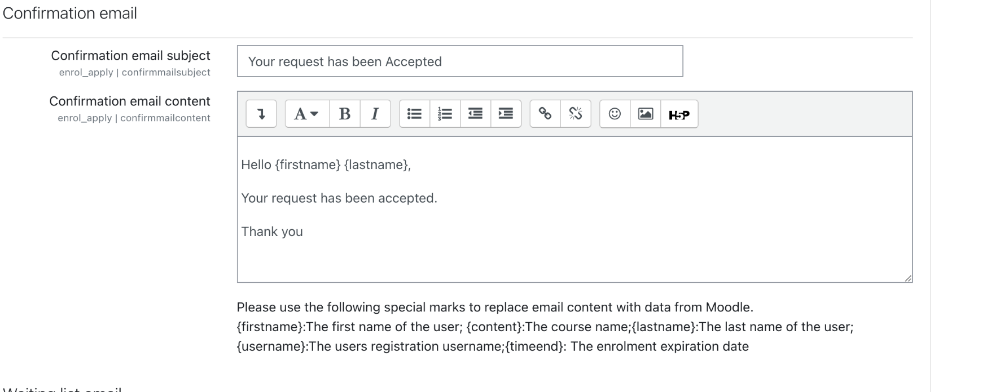 Confirmation email
Confirmation email subject
enrol_apply | confirmmailsubject
Your request has been Accepted
Confirmation email content
enrol_apply | confirmmailcontent
A B I
H5P
Hello {firstname} {lastname},
Your request has been accepted.
Thank you
Please use the following special marks to replace email content with data from Moodle.
{firstname}:The first name of the user; {content}:The course name;{lastname}:The last name of the user;
{username}:The users registration username;{timeend}: The enrolment expiration date
Waiting list email